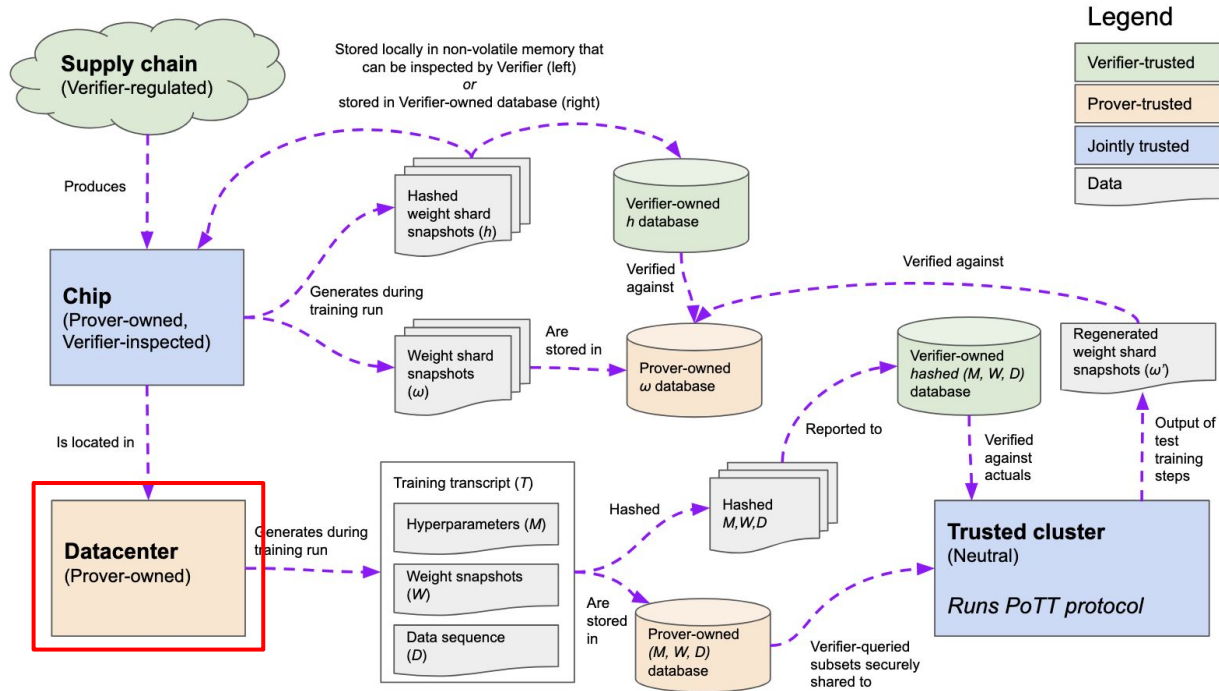 Legend
Verifier-trusted
Prover-trusted
Jointly trusted
Data
Supply chain
(Verifier-regulated)
Stored locally in non-volatile memory that
can be inspected by Verifier (left)
or
stored in Verifier-owned database (right)
Produces
Hashed
weight shard
snapshots (h)
Verifier-owned
h database
Verified
against
Verified against
Chip
(Prover-owned,
Verifier-inspected)
Generates during
training run
Weight shard
snapshots (ω)
Are
stored in
Prover-owned
ω database
Verifier-owned
hashed (M, W, D)
database
Regenerated
weight shard
snapshots (ω')
Is located in
Reported to
Verified
against
actuals
Output of
test
training
steps
Datacenter
(Prover-owned)
Generates during
training run
Training transcript (T)
Hyperparameters (M)
Weight snapshots
(W)
Data sequence
(D)
Hashed
Hashed
M,W,D
Are
stored
in
Prover-owned
(M, W, D)
database
Verifier-queried
subsets securely
shared to
Trusted cluster
(Neutral)
Runs PoTT protocol